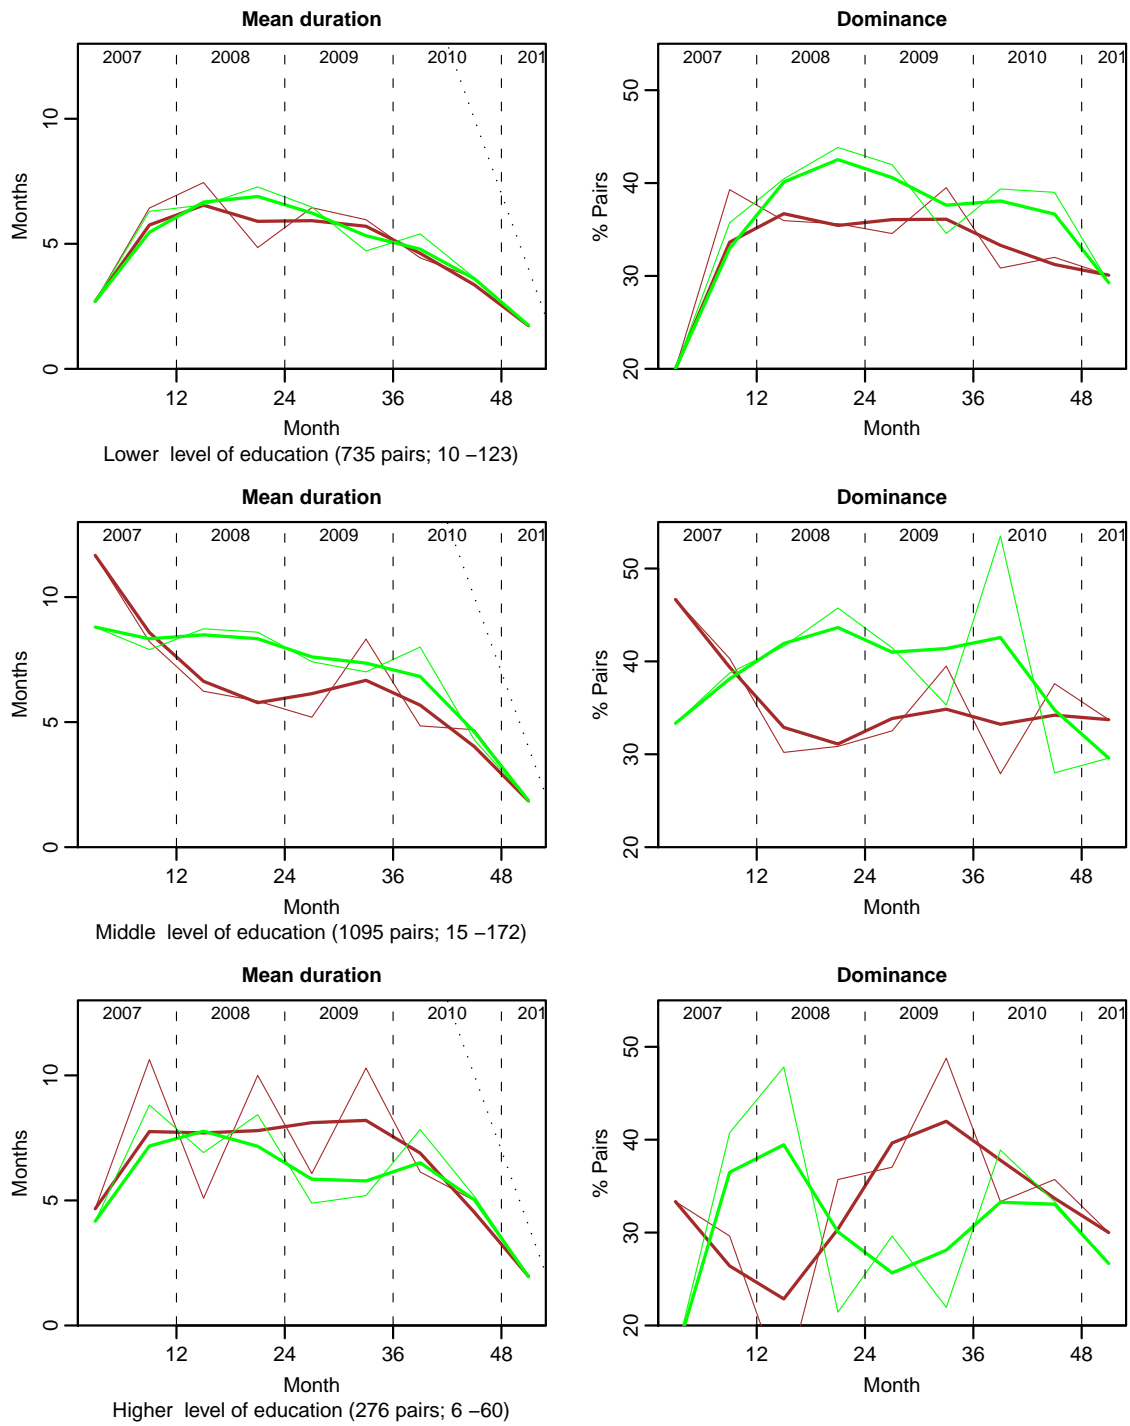 Mean duration
Dominance
2007 2008 2009 2010 201
2007 2008 2009 2010 201
Months
0 5 10
% Pairs
20 30 40 50
12 24 36 48
12 24 36 48
Month
Month
Lower level of education (735 pairs; 10 −123)
Mean duration
Dominance
2007 2008 2009 2010 201
2007 2008 2009 2010 201
Months
0 5 10
% Pairs
20 30 40 50
12 24 36 48
12 24 36 48
Month
Month
Middle level of education (1095 pairs; 15 −172)
Mean duration
Dominance
2007 2008 2009 2010 201
2007 2008 2009 2010 201
Months
0 5 10
% Pairs
20 30 40 50
12 24 36 48
12 24 36 48
Month
Month
Higher level of education (276 pairs; 6 −60)